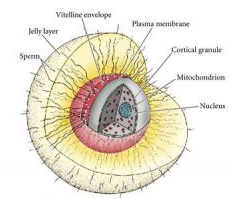 Vitelline envelope
Plasma membrane
Jelly layer
Cortical granule
Sperm
Mitochondrion
Nucleus